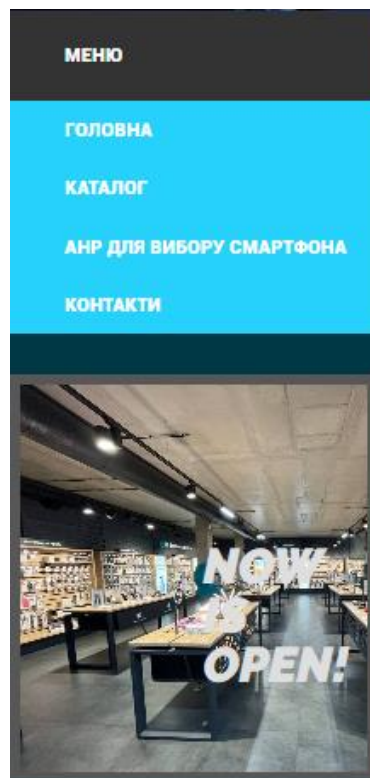 МЕНЮ
ГОЛОВНА
КАТАЛОГ
АНР ДЛЯ ВИБОРУ СМАРТФОНА
КОНТАКТИ
NOW
IS
OPEN!